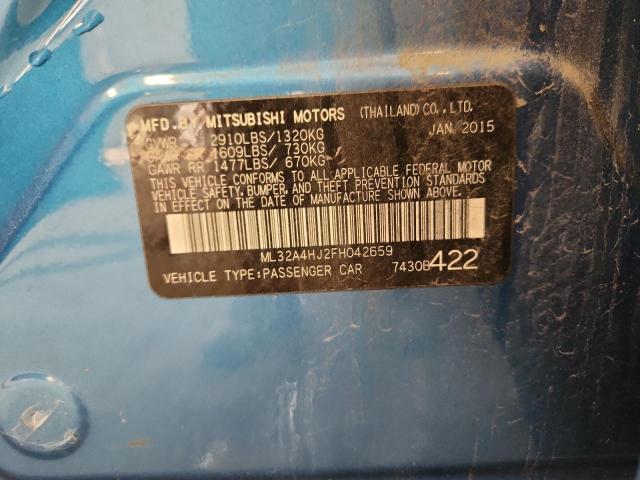 MFD.BY MITSUBISHI MOTORS (THAILAND)CO.,LTD.
GVWR 2910LBS/1320KG JAN 2015
1609LBS/ 730KG
GAWR RR 1477LBS/ 670KG
THIS VEHICLE CONFORMS TO ALL APPLICABLE FEDERAL MOTOR
VEHICLE SAFETY, BUMPER, AND THEFT PREVENTION STANDARDS
IN EFFECT ON THE DATE OF MANUFACTURE SHOWN ABOVE.
ML32A4HJ2FH042659
VEHICLE TYPE:PASSENGER CAR 7430B422